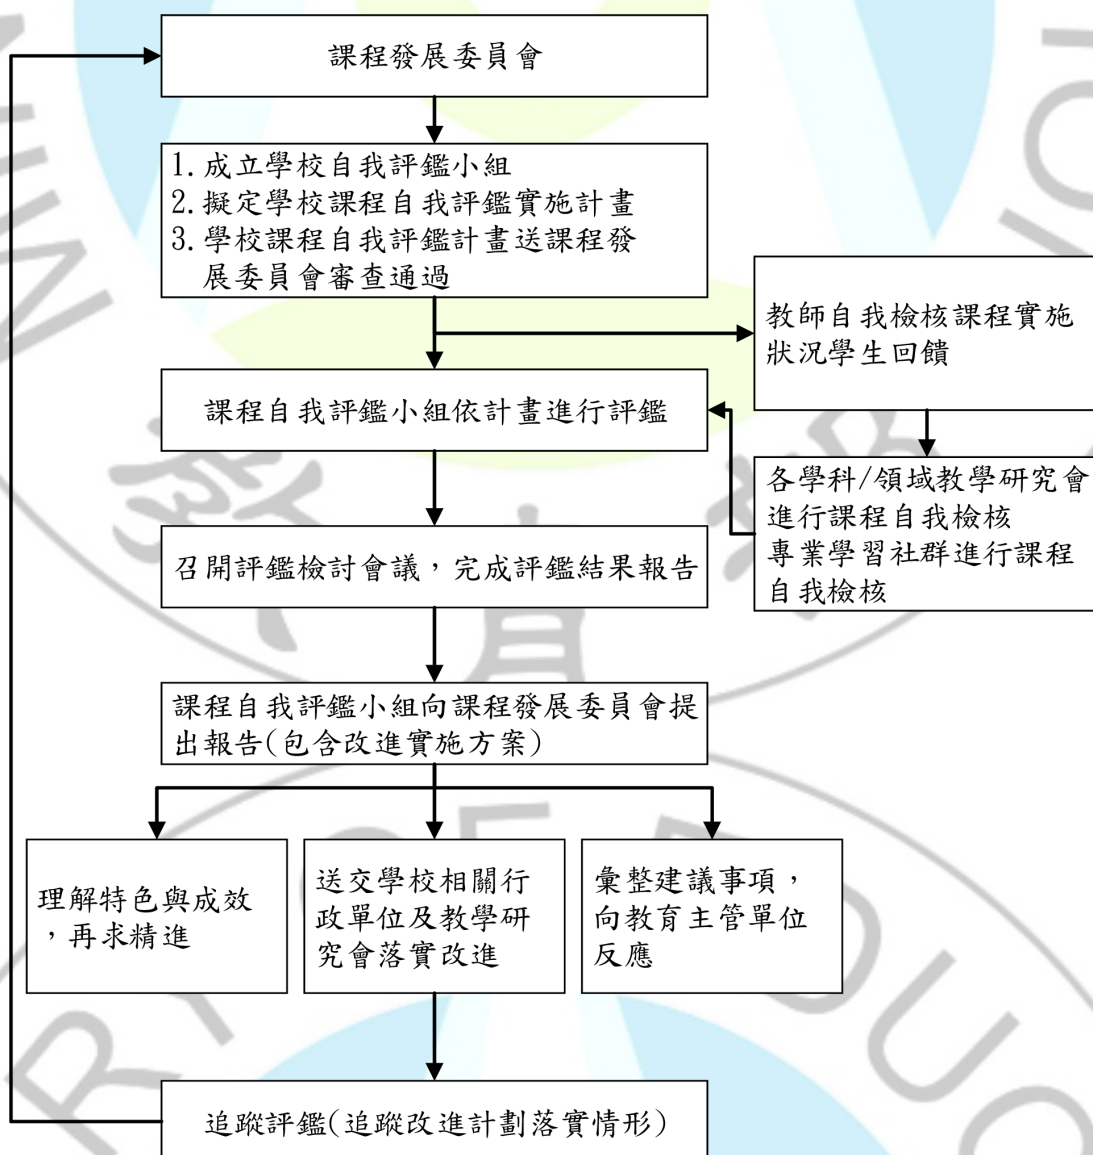 課程發展委員會
1.成立學校自我評鑑小組
2.擬定學校課程自我評鑑實施計畫
3.學校課程自我評鑑計畫送課程發
展委員會審查通過
教師自我檢核課程實施
狀況學生回饋
課程自我評鑑小組依計畫進行評鑑
各學科/領域教學研究會
進行課程自我檢核
專業學習社群進行課程
自我檢核
召開評鑑檢討會議，完成評鑑結果報告
課程自我評鑑小組向課程發展委員會提
出報告(包含改進實施方案)
理解特色與成效
，再求精進
送交學校相關行
政單位及教學研
究會落實改進
彙整建議事項，
向教育主管單位
反應
追蹤評鑑(追蹤改進計劃落實情形)